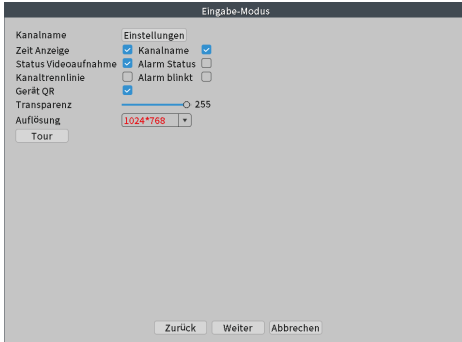 Eingabe-Modus
Kanalname Einstellungen
Zeit Anzeige Kanalname
Status Videoaufnahme Alarm Status
Kanaltrennlinie Alarm blinkt
Gerät QR
Transparenz 255
Auflösung 1024*768
Tour
Zurück Weiter Abbrechen